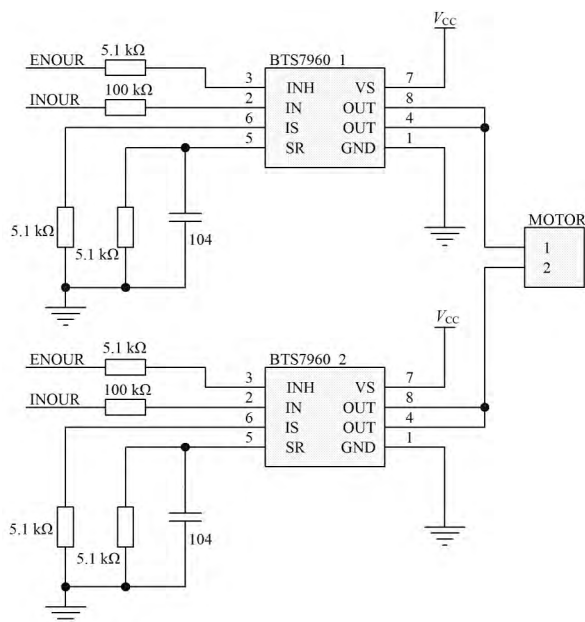 V_CC
5.1 kΩ
ENOUR
BTS7960_1
100 kΩ
INOUR
3 INH VS 7
2 IN OUT 8
6 IS OUT 4
5 SR GND 1
MOTOR
1
2
5.1 kΩ
5.1 kΩ
104
V_CC
ENOUR
5.1 kΩ
BTS7960_2
100 kΩ
INOUR
3 INH VS 7
2 IN OUT 8
6 IS OUT 4
5 SR GND 1
5.1 kΩ
5.1 kΩ
104